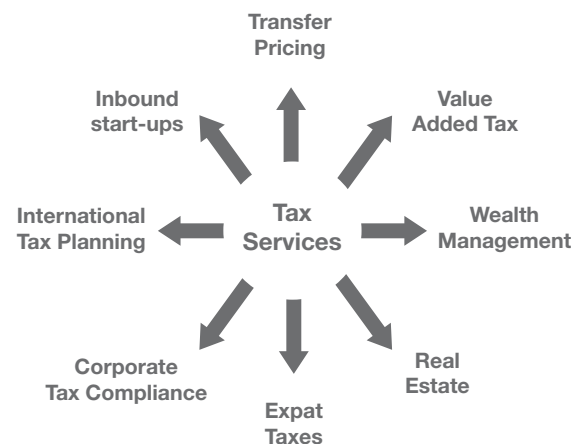 Transfer
Pricing
Inbound
start-ups
Value
Added Tax
International
Tax Planning
Tax
Services
Wealth
Management
Corporate
Tax Compliance
Real
Estate
Expat
Taxes